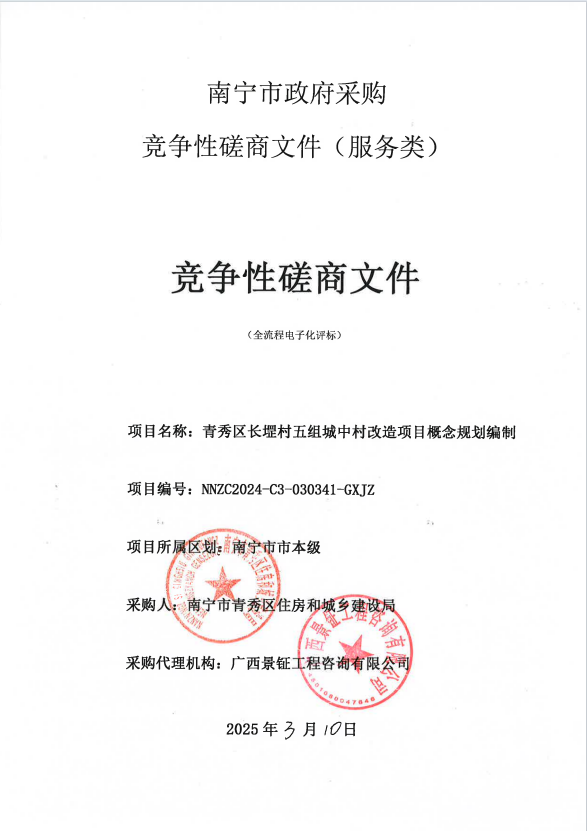 南宁市政府采购
竞争性磋商文件（服务类）
竞争性磋商文件
（全流程电子化评标）
项目名称：青秀区长堽村五组城中村改造项目概念规划编制
项目编号：NNZC2024-C3-030341-GXJZ
项目所属区划：南宁市市本级
采购人：南宁市青秀区住房和城乡建设局
采购代理机构：广西景钲工程咨询有限公司
2025年3月10日